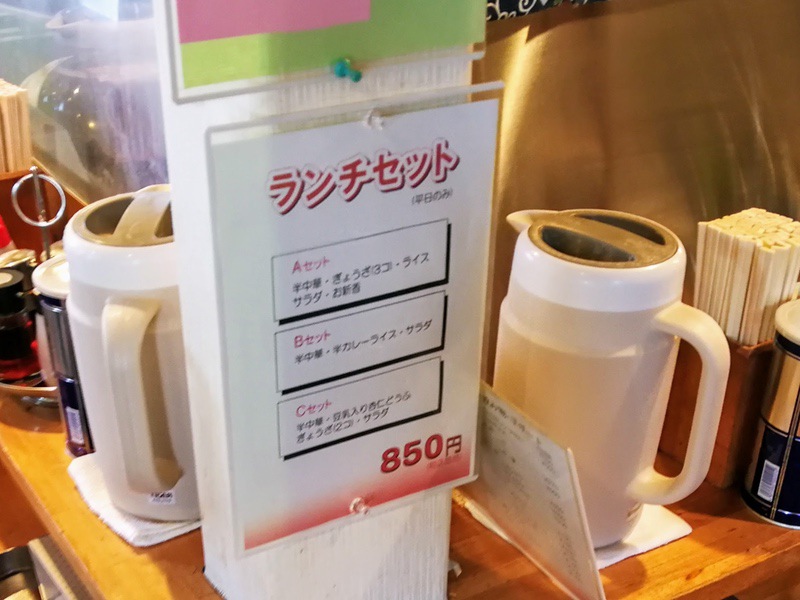 ランチセット
(平日のみ)
Aセット
半中華・ぎょうざ(3コ)・ライス
サラダ・お新香
Bセット
半中華・半カレーライス・サラダ
Cセット
半中華・豆乳入り杏仁どうふ
ぎょうざ(2コ)・サラダ
850円